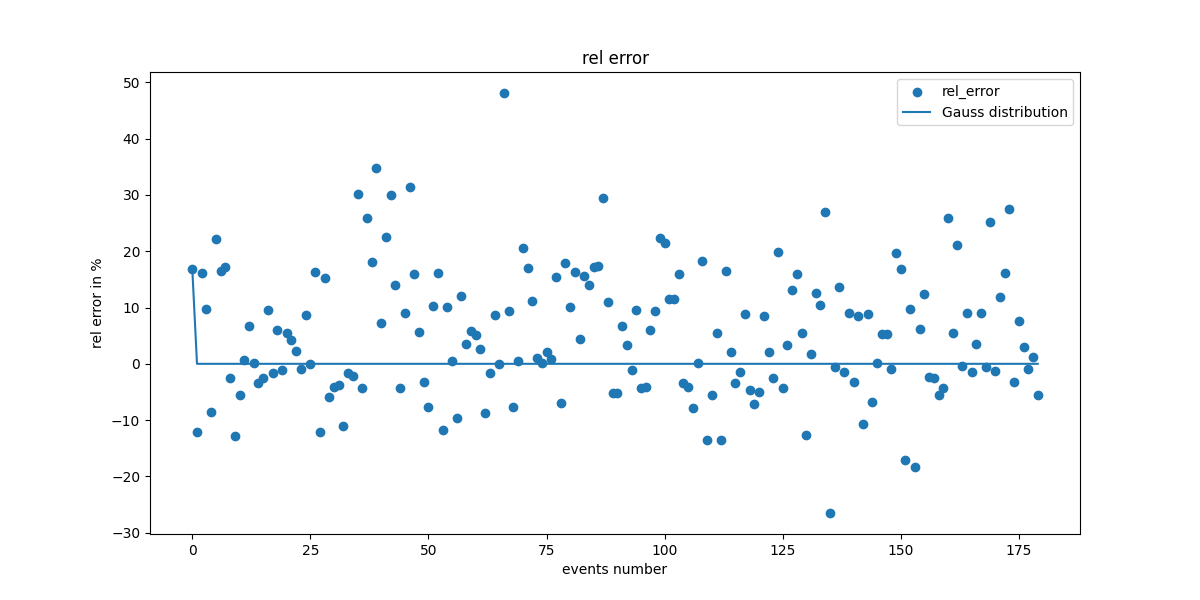 rel error
rel_error
Gauss distribution
rel error in %
50
40
30
20
10
0
−10
−20
−30
0 25 50 75 100 125 150 175
events number